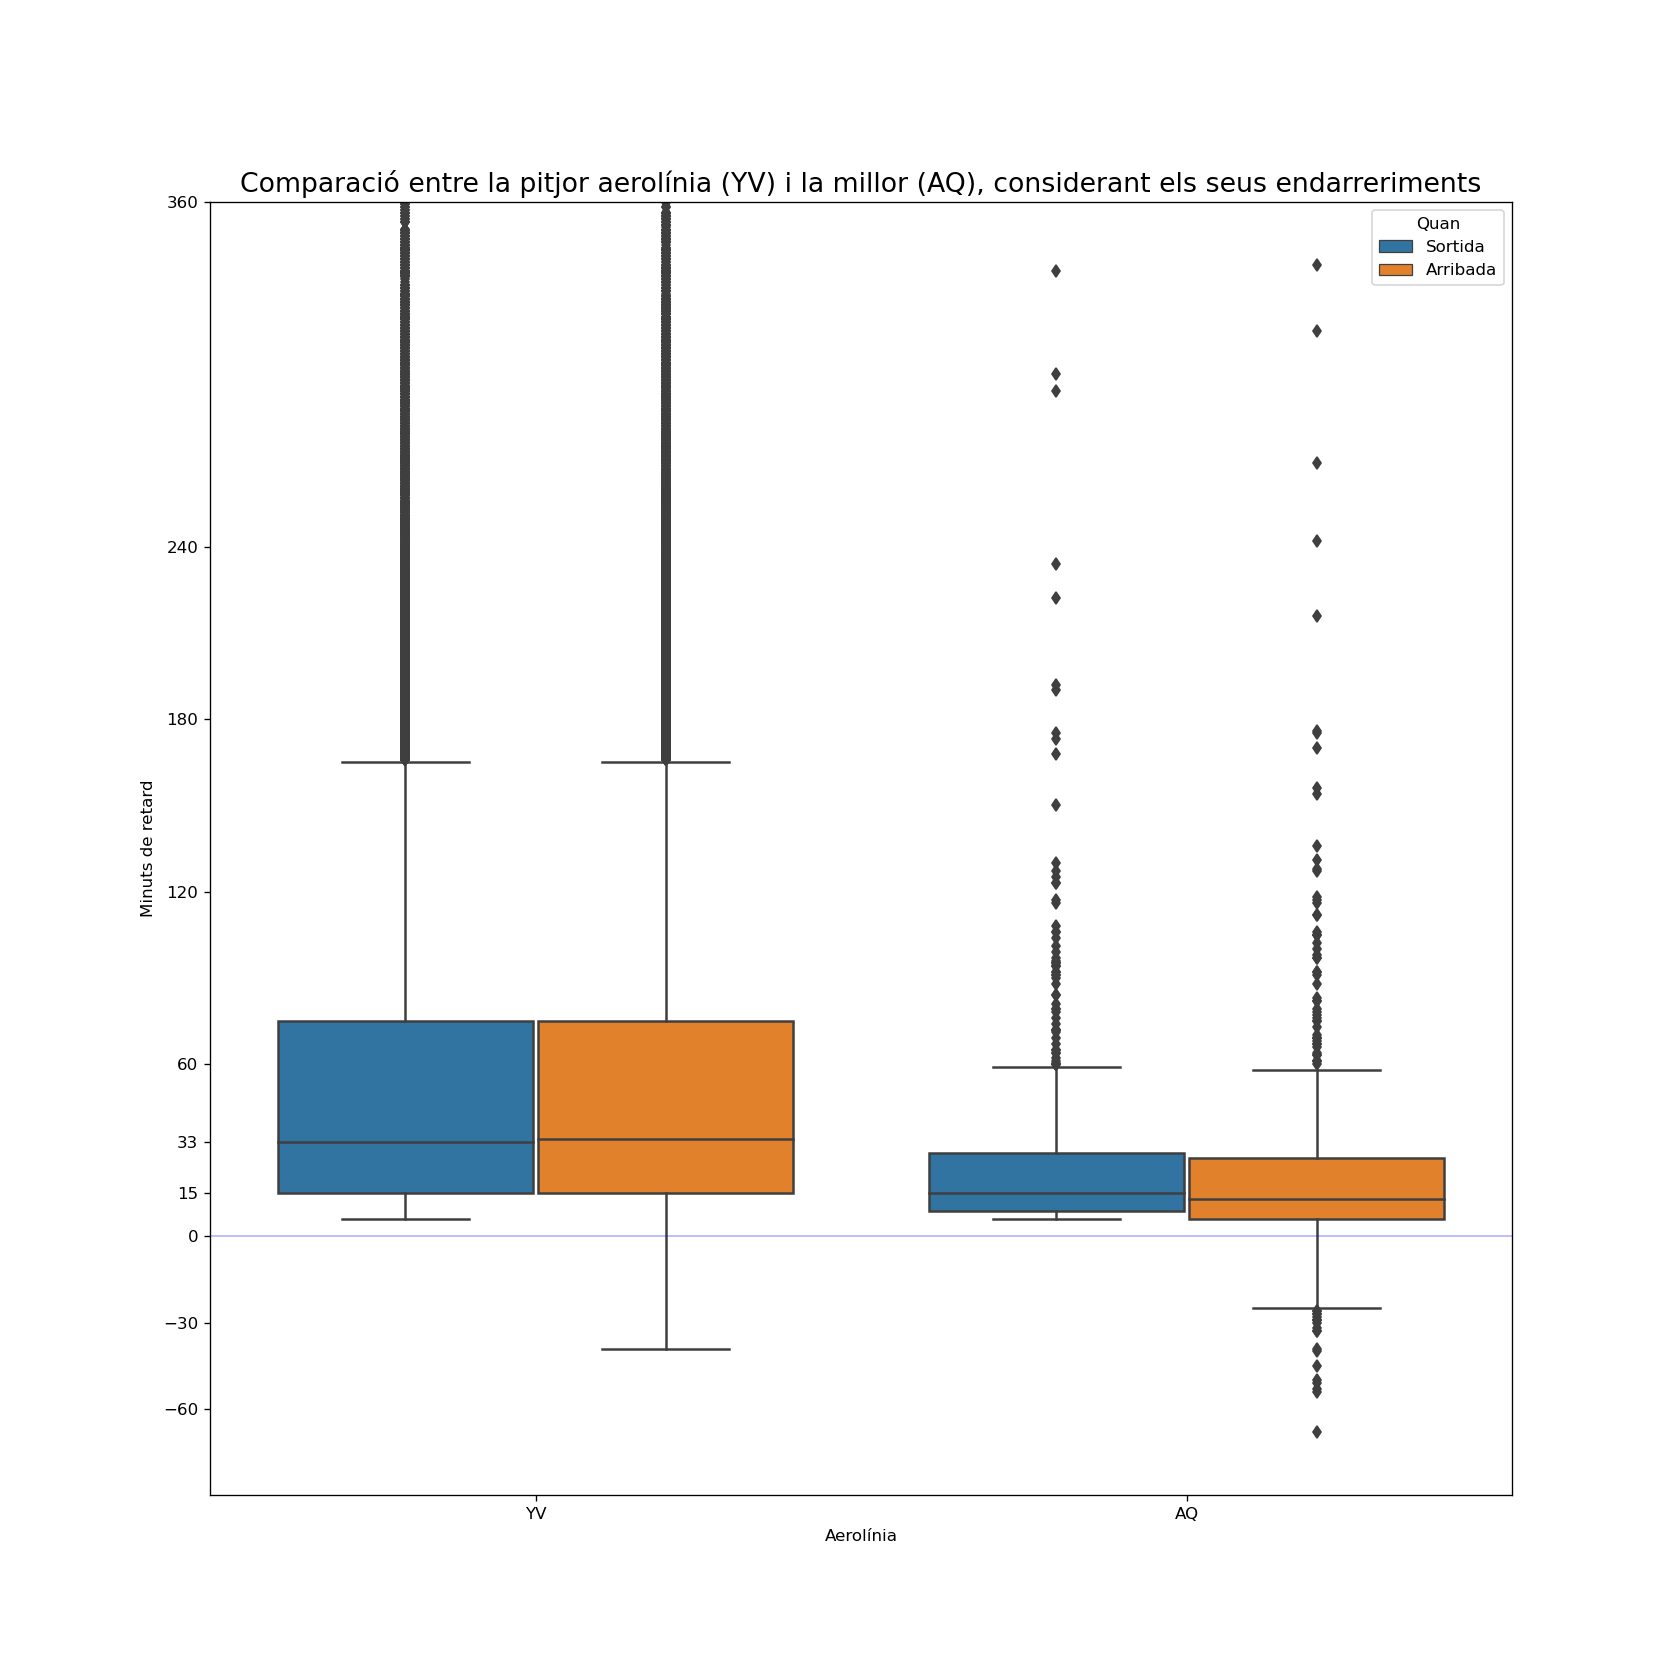 Comparació entre la pitjor aerolínia (YV) i la millor (AQ), considerant els seus endarreriments
Quan
Sortida
Arribada
360
240
180
120
60
33
15
0
−30
−60
Minuts de retard
YV
AQ
Aerolínia